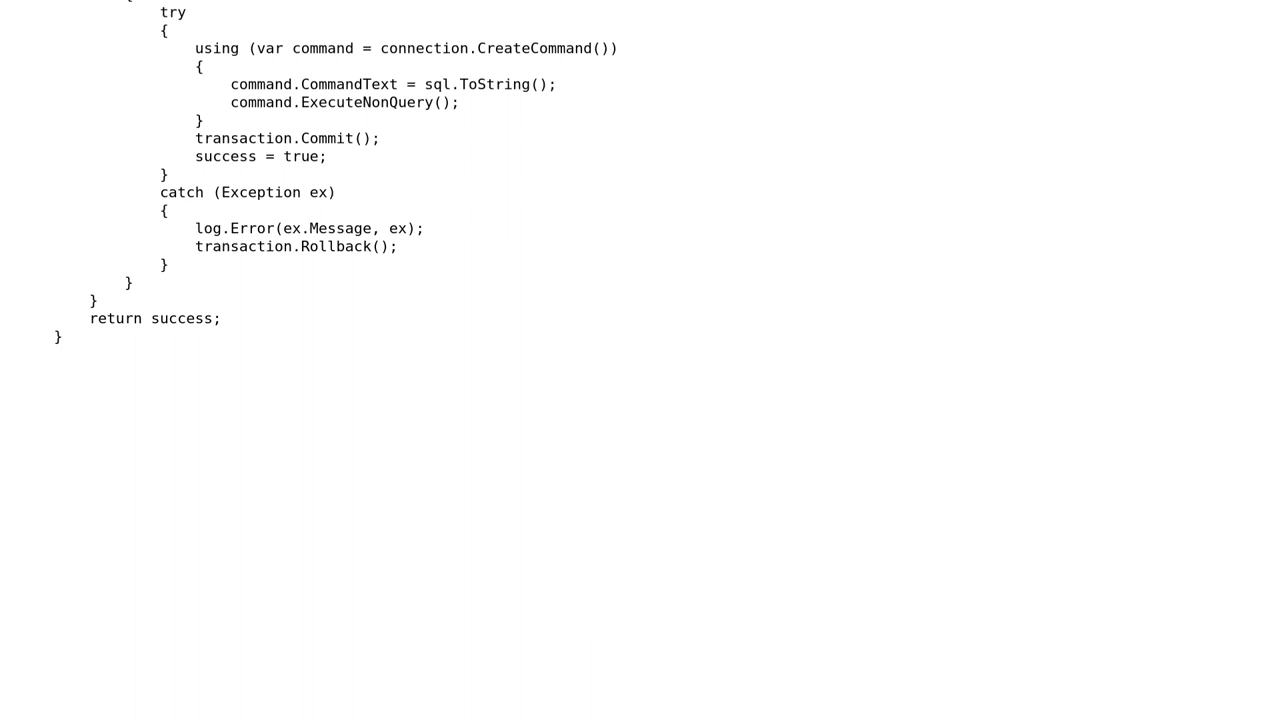 try
{
using (var command = connection.CreateCommand())
{
command.CommandText = sql.ToString();
command.ExecuteNonQuery();
}
transaction.Commit();
success = true;
}
catch (Exception ex)
{
log.Error(ex.Message, ex);
transaction.Rollback();
}
}
}
return success;
}